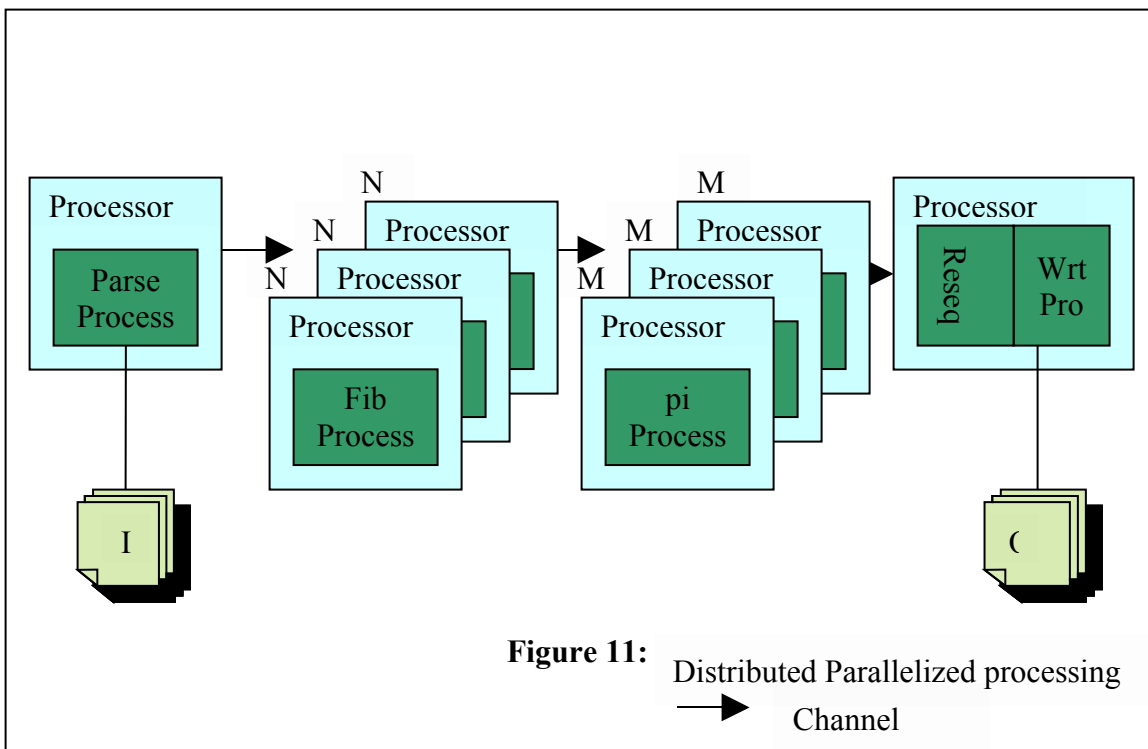 N
M
Processor
Processor
N
Processor
M
Processor
Parse
Process
N
Processor
M
Processor
Reseq
Wrt
Pro
Processor
Processor
Fib
Process
pi
Process
I
Figure 11:
Distributed Parallelized processing
Channel